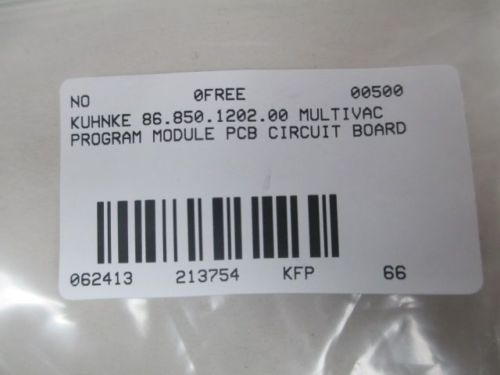 NO 0FREE 00500
KUHNKE 86.850.1202.00 MULTIVAC
PROGRAM MODULE PCB CIRCUIT BOARD
062413 213754 KFP 66